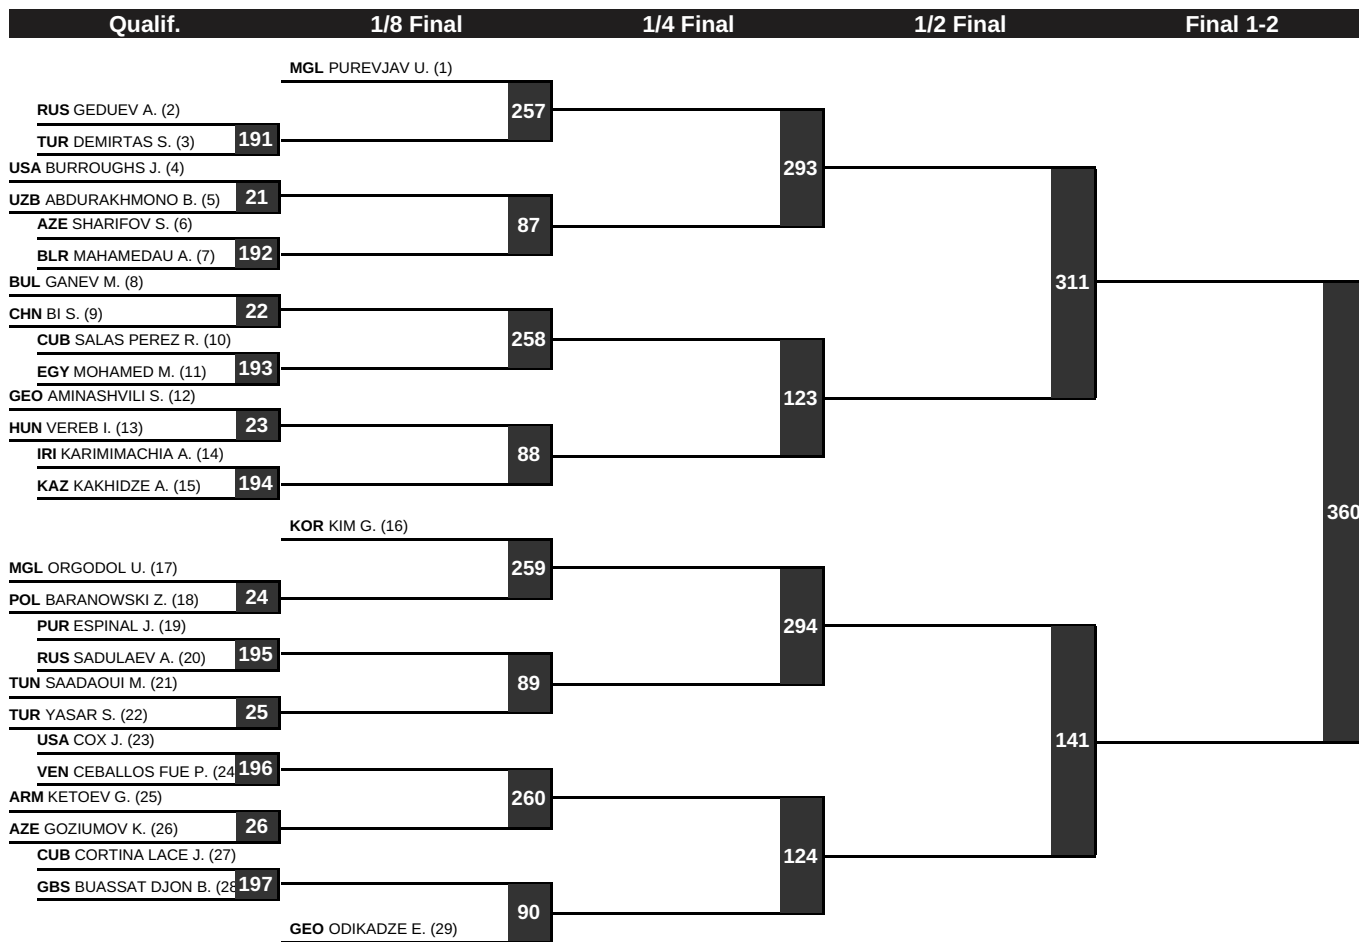 Qualif. 1/8 Final 1/4 Final 1/2 Final Final 1-2
MGL PUREVJAV U. (1)
257
RUS GEDUEV A. (2)
TUR DEMIRTAS S. (3)
191
293
USA BURROUGHS J. (4)
UZB ABDURAKHMONO B. (5)
21
87
AZE SHARIFOV S. (6)
BLR MAHAMEDAU A. (7)
192
311
BUL GANEV M. (8)
CHN BI S. (9)
22
258
CUB SALAS PEREZ R. (10)
EGY MOHAMED M. (11)
193
123
GEO AMINASHVILI S. (12)
HUN VEREB I. (13)
23
88
IRI KARIMIMACHIA A. (14)
KAZ KAKHIDZE A. (15)
194
360
KOR KIM G. (16)
259
MGL ORGODOL U. (17)
POL BARANOWSKI Z. (18)
24
294
PUR ESPINAL J. (19)
RUS SADULAEV A. (20)
195
89
TUN SAADAOUI M. (21)
TUR YASAR S. (22)
25
141
USA COX J. (23)
VEN CEBALLOS FUE P. (24
196
260
ARM KETOEV G. (25)
AZE GOZIUMOV K. (26)
26
124
CUB CORTINA LACE J. (27)
GBS BUASSAT DJON B. (28
197
90
GEO ODIKADZE E. (29)